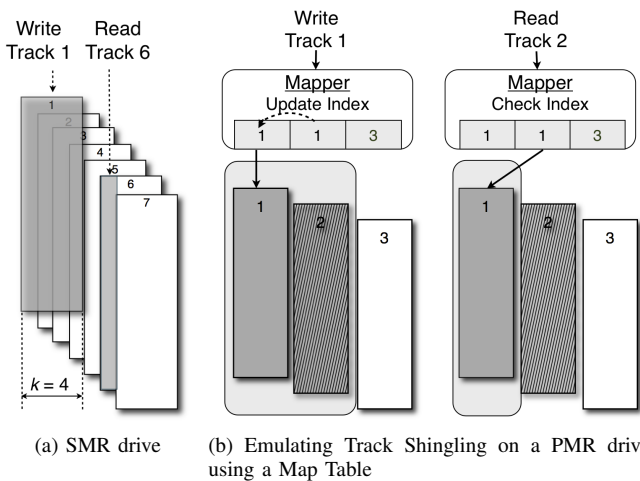 Write
Track 1
Read
Track 6
1
2
3
4
5
6
7
k = 4
(a) SMR drive
Write
Track 1
Mapper
Update Index
1 1 3
1
2
3
Read
Track 2
Mapper
Check Index
1 1 3
1
2
3
(b) Emulating Track Shingling on a PMR driv
using a Map Table